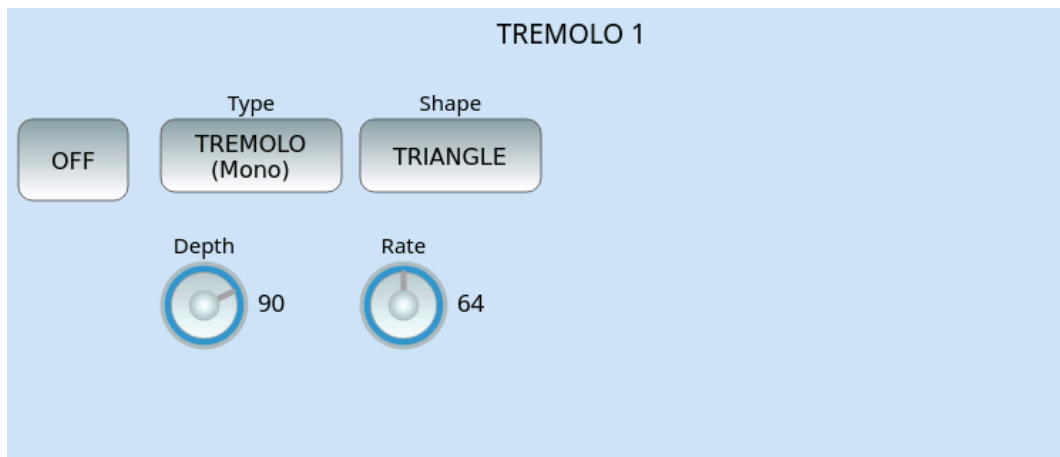 TREMOLO 1
Type
Shape
OFF
TREMOLO
(Mono)
TRIANGLE
Depth
Rate
90
64